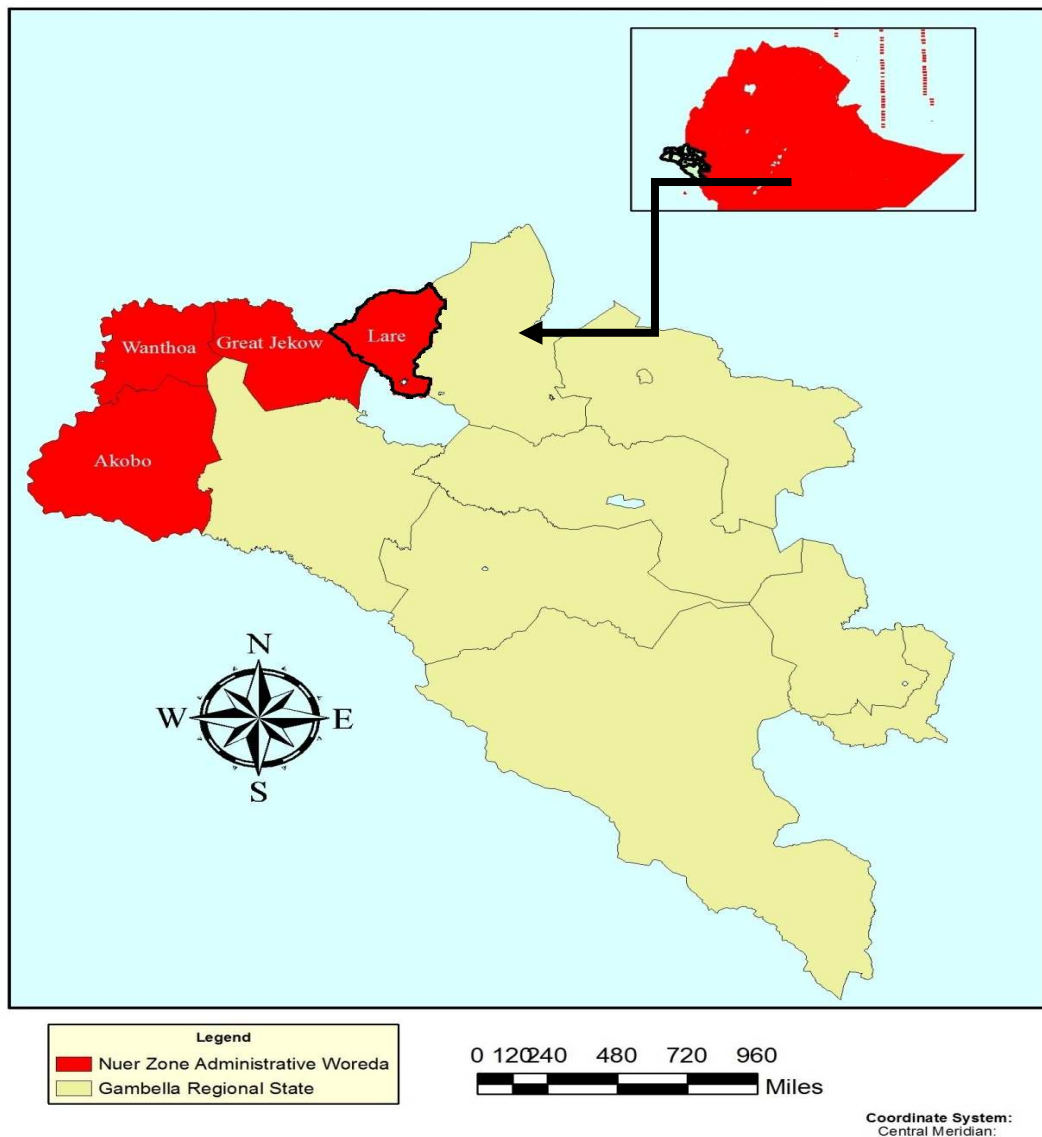 Wanthoa
Great Jekow
Lare
Akobo
N
W
E
S
Legend
Nuer Zone Administrative Woreda
Gambella Regional State
0 120240 480 720 960
Miles
Coordinate System:
Central Meridian: